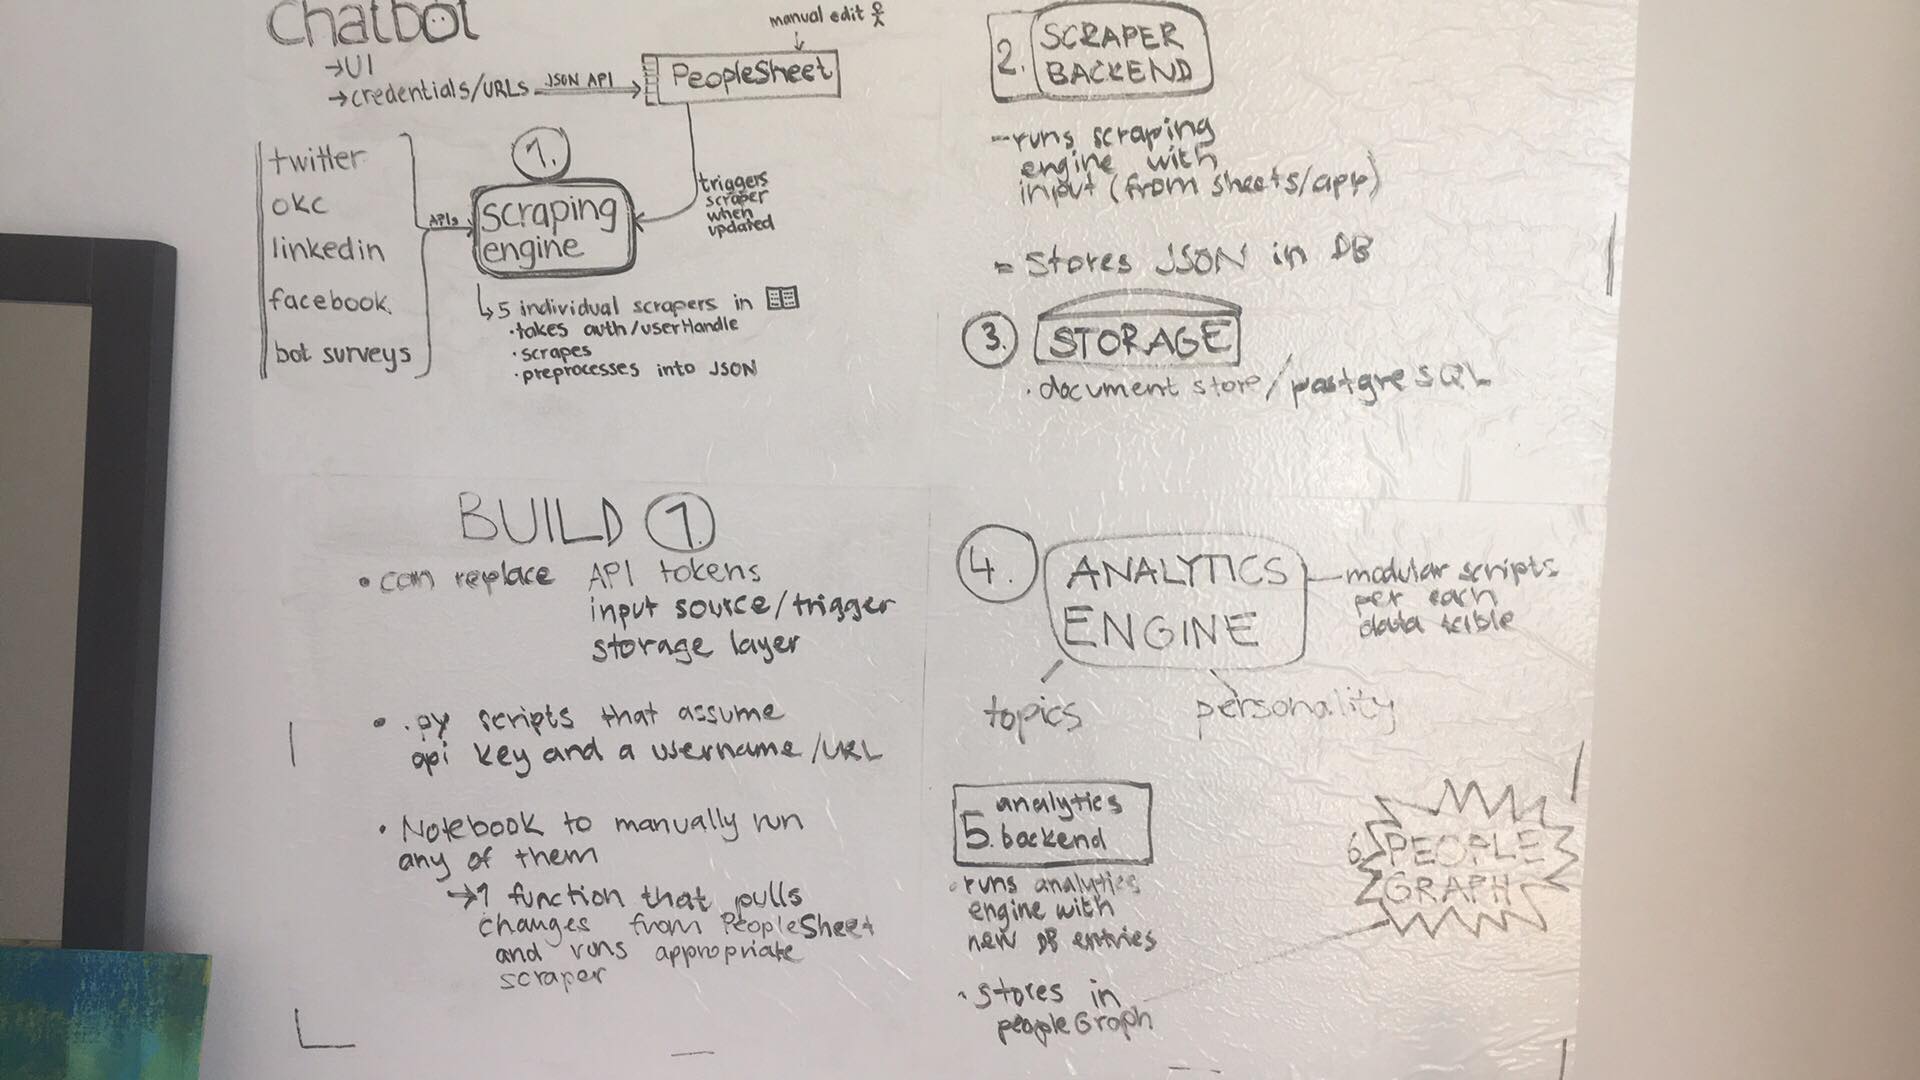 Chatbot
→UI
→credentials/URLs
JSON API
manual edit
PeopleSheet
twitter
okc
linkedin
facebook
bot surveys
APIs
1.
scraping
engine
triggers
scraper
when
updated
↳ 5 individual scrapers in
·takes auth/userHandle
·scrapes
·preprocesses into JSON
2.
SCRAPER
BACKEND
-runs scraping
engine with
input (from sheets/app)
- Stores JSON in DB
3.
STORAGE
·document store/postgreSQL
BUILD 1.
• can replace API tokens
input source/trigger
storage layer
• .py scripts that assume
api key and a username/URL
• Notebook to manually run
any of them
→1 function that pulls
changes from PeopleSheet
and runs appropriate
scraper
4.
ANALYTICS
ENGINE
modular scripts
per each
data
topics
personality
5.
analytics
backend
·runs analytics
engine with
new DB entries
·stores in
peopleGraph
6.
PEOPLE
GRAPH